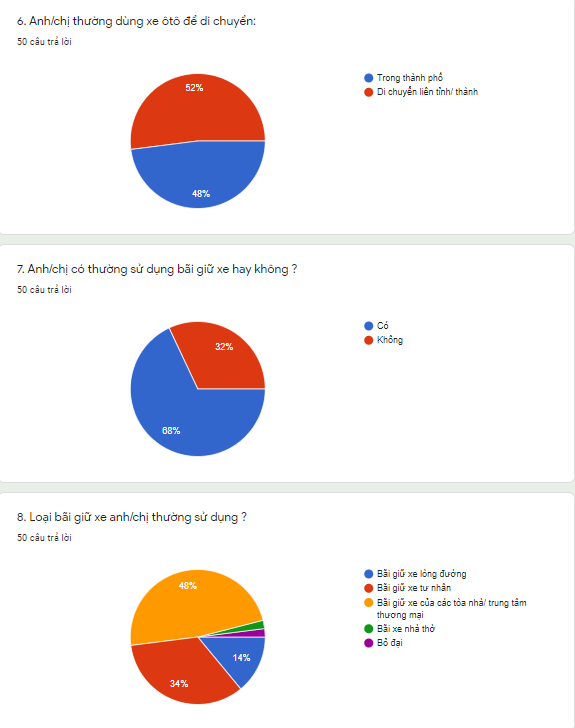 6. Anh/chị thường dùng xe ôtô để di chuyển:
50 câu trả lời
52%
48%
Trong thành phố
Di chuyển liên tỉnh/ thành
7. Anh/chị có thường sử dụng bãi giữ xe hay không ?
50 câu trả lời
32%
68%
Có
Không
8. Loại bãi giữ xe anh/chị thường sử dụng ?
50 câu trả lời
48%
14%
34%
Bãi giữ xe lòng đường
Bãi giữ xe tư nhân
Bãi giữ xe của các tòa nhà/ trung tâm
thương mại
Bãi xe nhà thờ
Bỏ đại